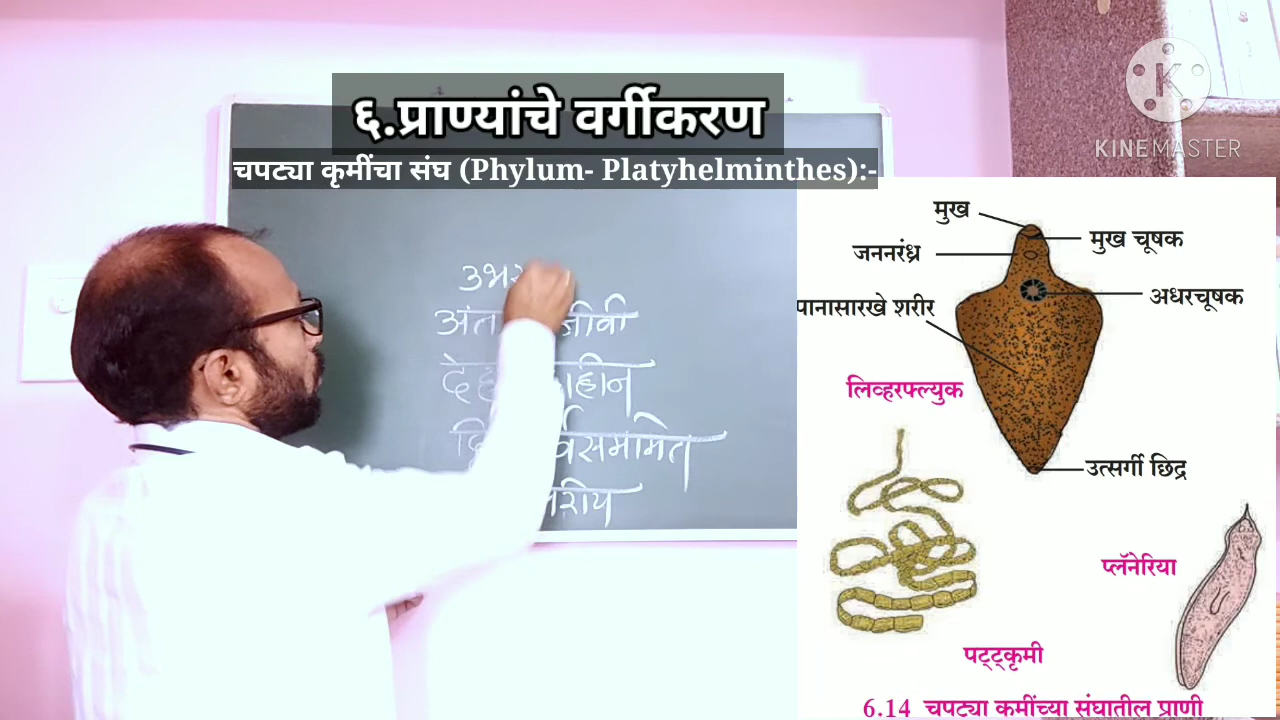 ६.प्राण्यांचे वर्गीकरण
चपट्या कृमींचा संघ (Phylum- Platyhelminthes):-
K
KINEMASTER
मुख
मुख चूषक
जननरंध्र
अधरचूषक
पानासारखे शरीर
लिव्हरफ्ल्युक
उत्सर्गी छिद्र
प्लॅनेरिया
पट्ट्कृमी
6.14 चपट्या कृमींच्या संघातील प्राणी